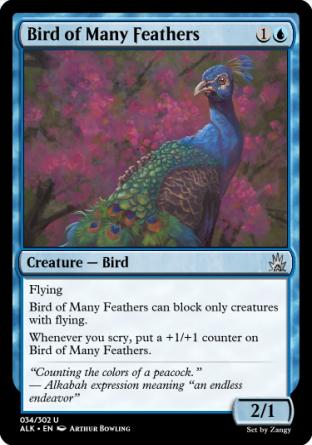 Bird of Many Feathers 1
Creature — Bird
Flying
Bird of Many Feathers can block only creatures
with flying.
Whenever you scry, put a +1/+1 counter on
Bird of Many Feathers.
“Counting the colors of a peacock.”
— Alkabah expression meaning “an endless
endeavor”
2/1
034/302 U
ALK • EN Arthur Bowling
Set by Zangy